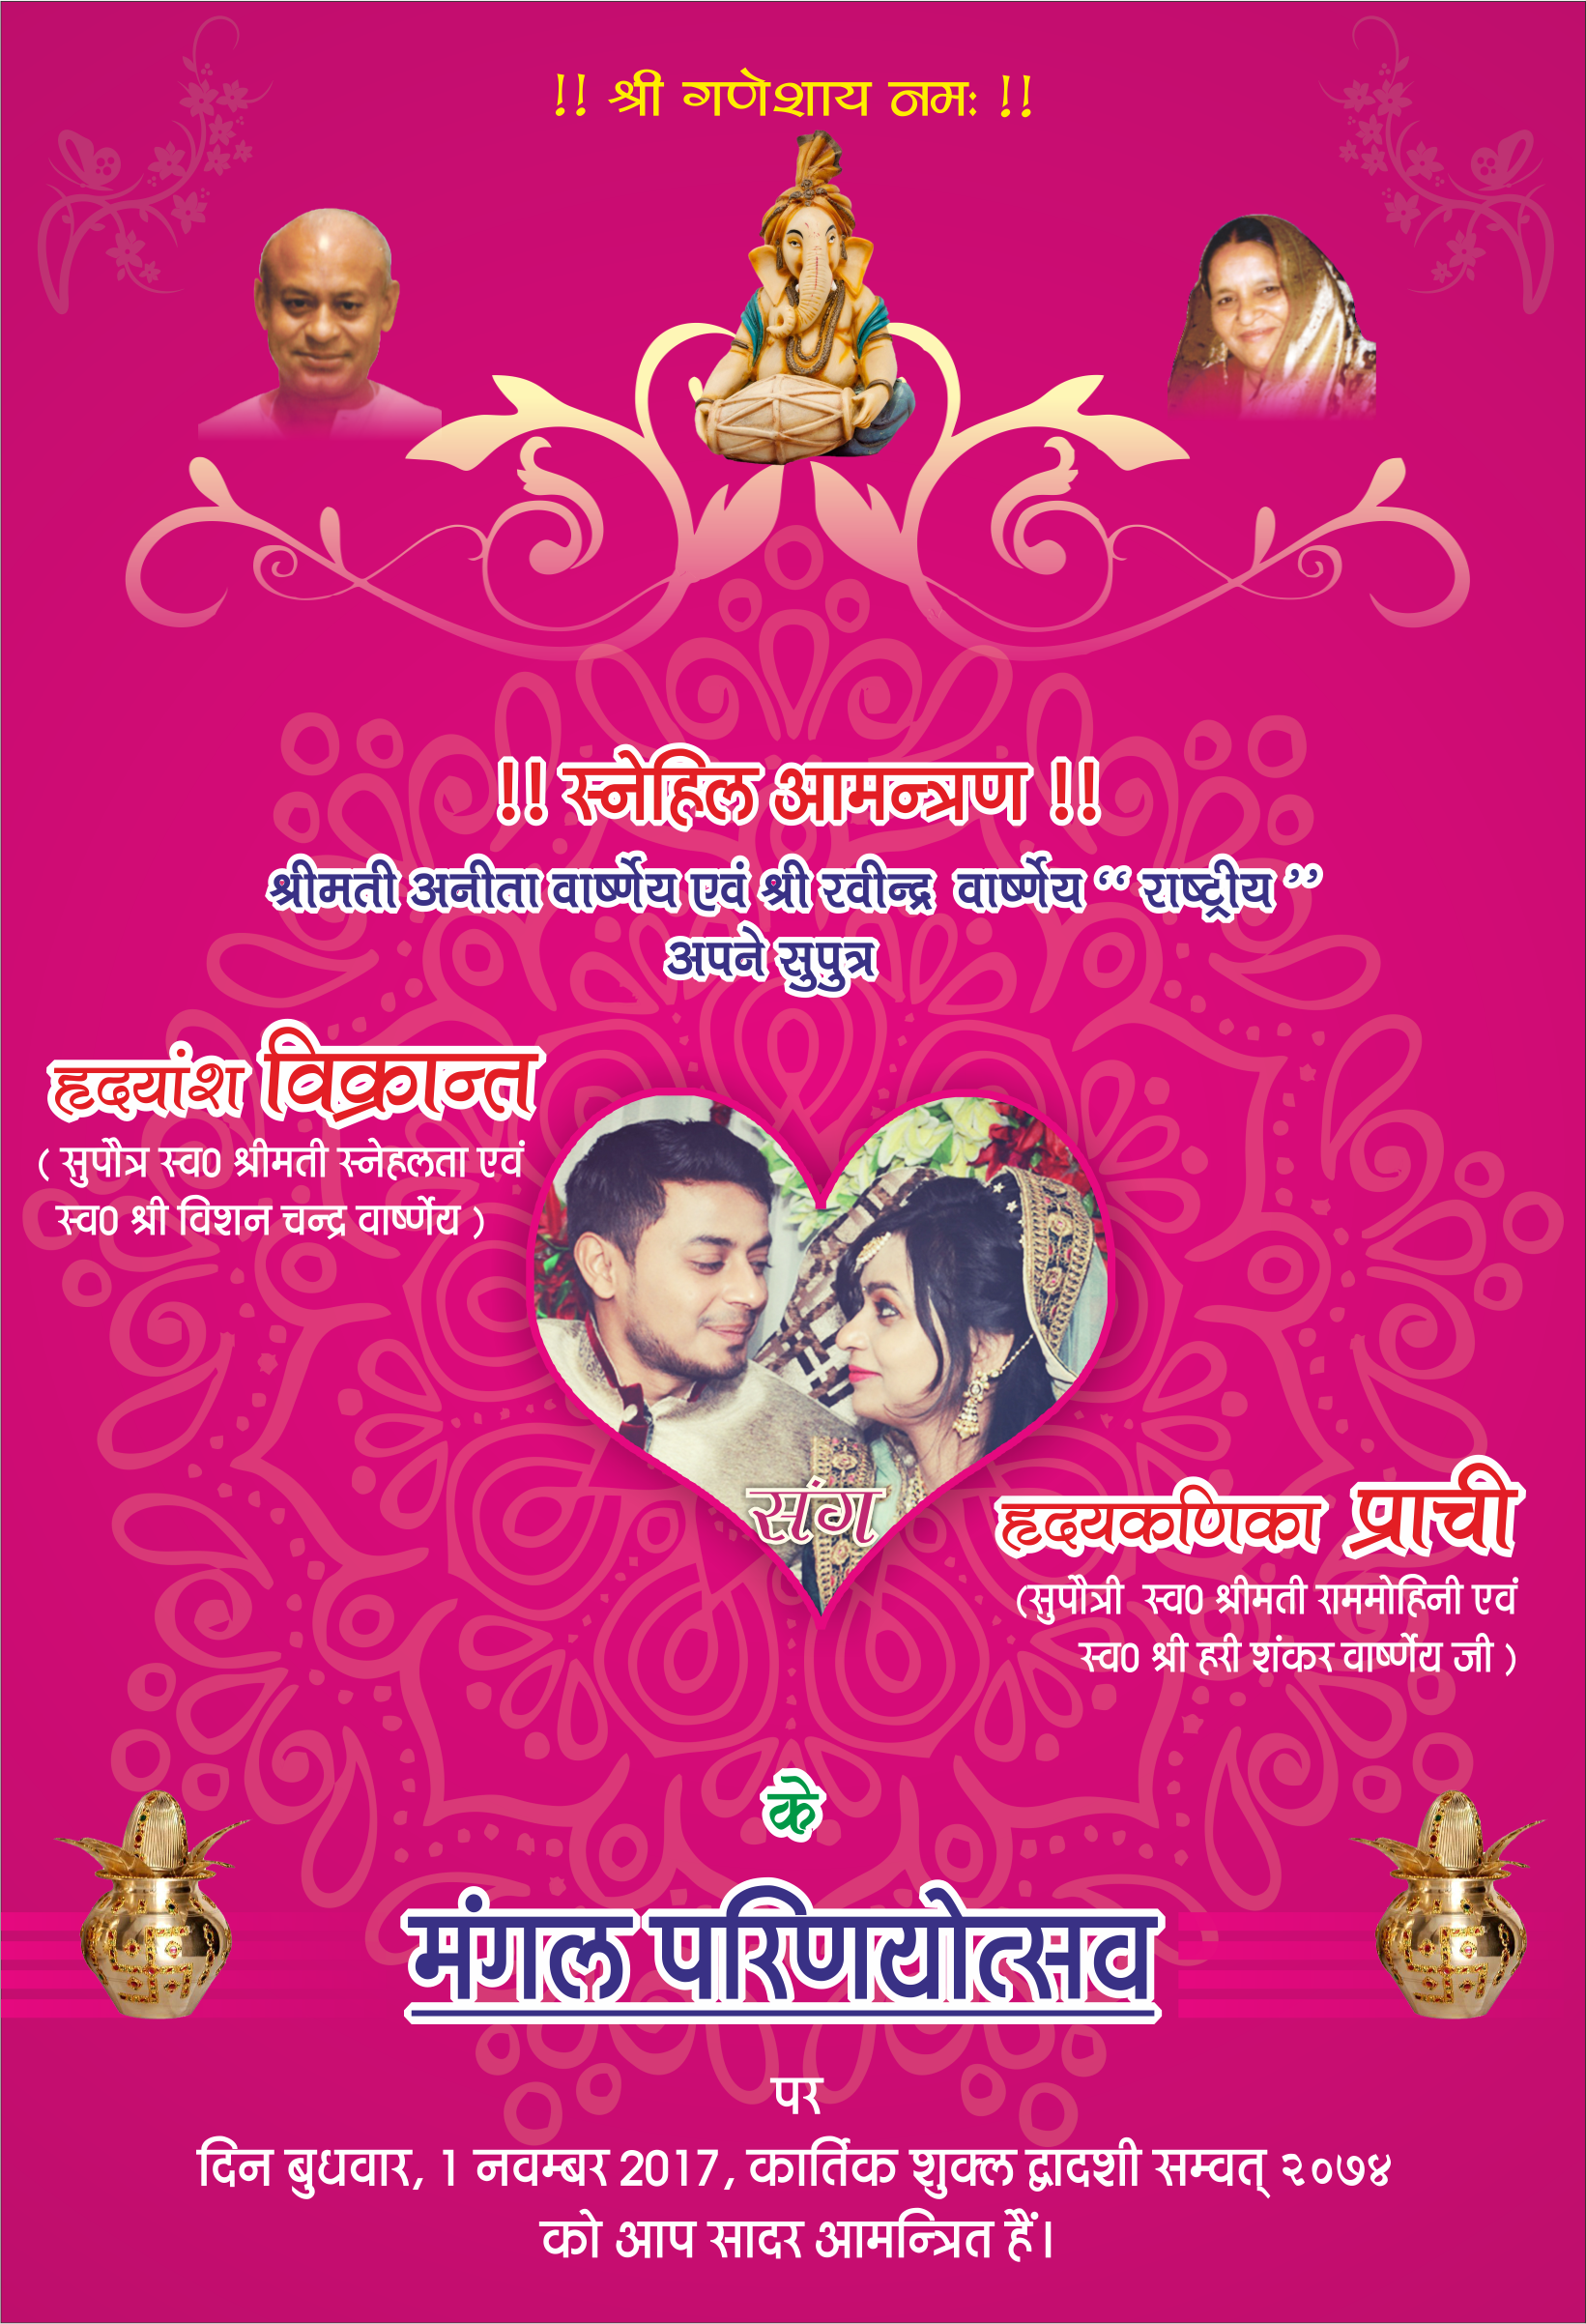 !! श्री गणेशाय नमः !!
!! स्नेहिल आमन्त्रण !!
श्रीमती अनीता वार्ष्णेय एवं श्री रवीन्द्र वार्ष्णेय “ राष्ट्रीय ”
अपने सुपुत्र
हृदयांश विक्रान्त
( सुपौत्र स्व0 श्रीमती स्नेहलता एवं
स्व0 श्री विशन चन्द्र वार्ष्णेय )
संग
हृदयकणिका प्राची
(सुपौत्री स्व0 श्रीमती राममोहिनी एवं
स्व0 श्री हरी शंकर वार्ष्णेय जी )
के
मंगल परिणयोत्सव
पर
दिन बुधवार, 1 नवम्बर 2017, कार्तिक शुक्ल द्वादशी सम्वत् २०७४
को आप सादर आमन्त्रित हैं।